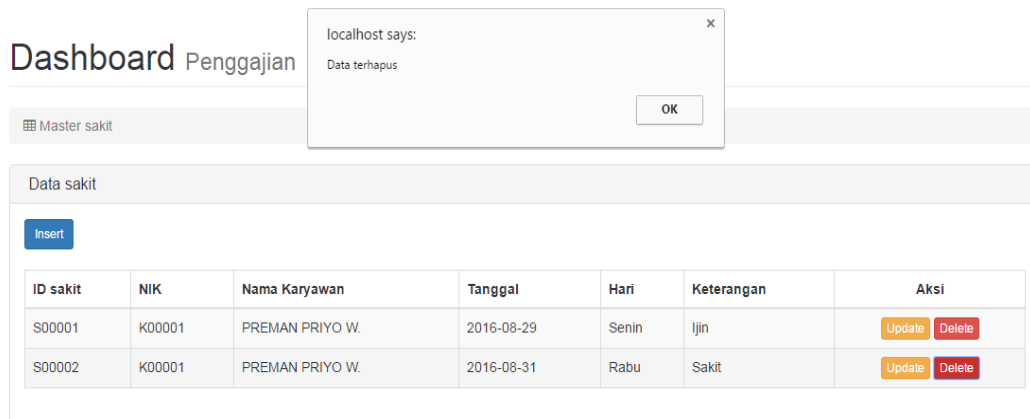 localhost says:
×
Data terhapus
OK
Dashboard Penggajian
Master sakit
Data sakit
Insert
ID sakit NIK Nama Karyawan Tanggal Hari Keterangan Aksi
S00001 K00001 PREMAN PRIYO W. 2016-08-29 Senin Ijin Update Delete
S00002 K00001 PREMAN PRIYO W. 2016-08-31 Rabu Sakit Update Delete